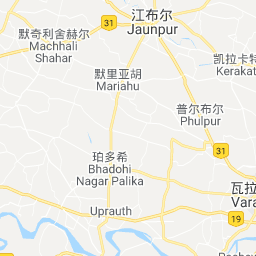 江布尔
Jaunpur
31
默奇利舍赫尔
Machhali
Shahar
凯拉卡特
Kerakat
默里亚胡
Mariahu
普尔布尔
Phulpur
31
珀多希
Bhadohi
Nagar Palika
瓦拉
Vara
19
Uprauth